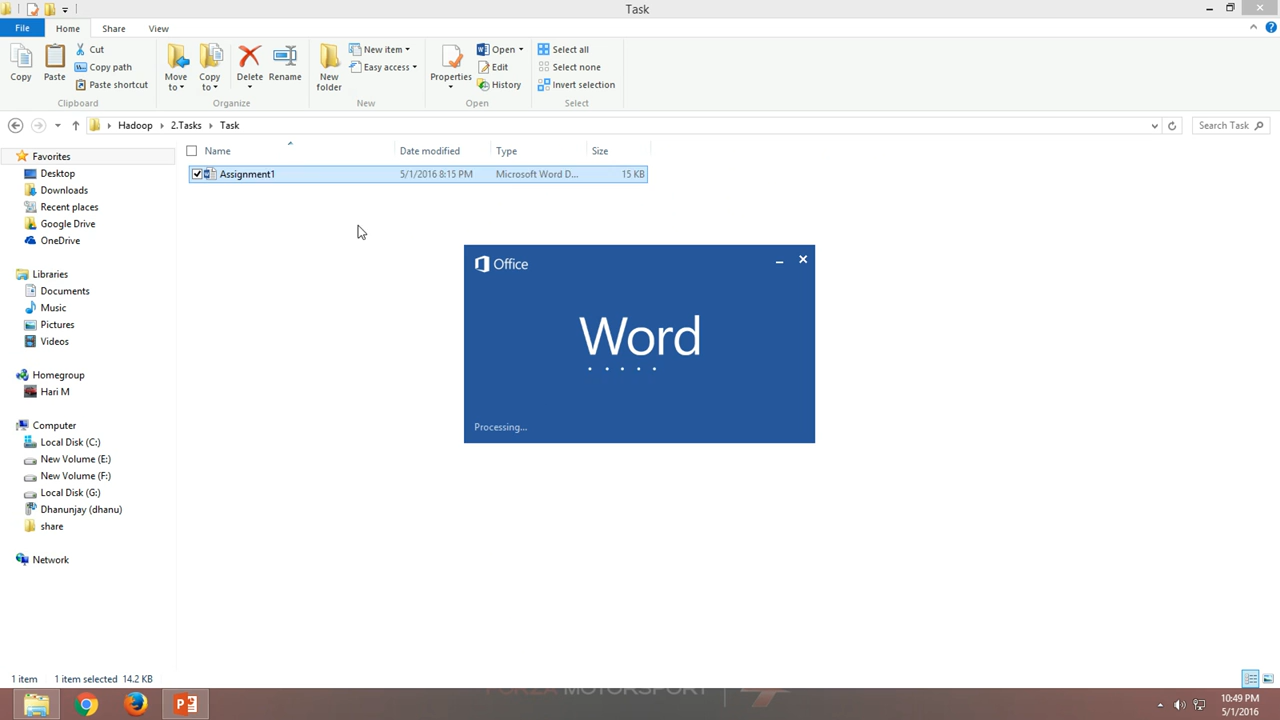 Task
File
Home
Share
View
Copy
Paste
Cut
Copy path
Paste shortcut
Clipboard
Move to
Copy to
Delete
Rename
Organize
New folder
New item
Easy access
New
Properties
Open
Edit
History
Open
Select all
Select none
Invert selection
Select
Hadoop
2.Tasks
Task
Search Task
Name
Date modified
Type
Size
Assignment1
5/1/2016 8:15 PM
Microsoft Word D...
15 KB
Favorites
Desktop
Downloads
Recent places
Google Drive
OneDrive
Libraries
Documents
Music
Pictures
Videos
Homegroup
Hari M
Computer
Local Disk (C:)
New Volume (E:)
New Volume (F:)
Local Disk (G:)
Dhanunjay (dhanu)
share
Network
Office
Word
Processing...
1 item
1 item selected 14.2 KB
FORZA MOTORSPORT
10:49 PM
5/1/2016